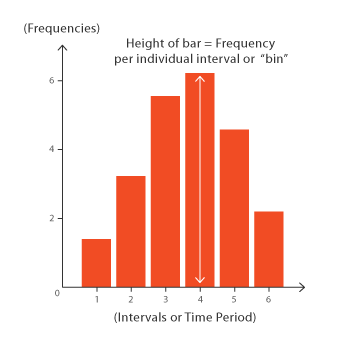 (Frequencies)
Height of bar = Frequency
per individual interval or “bin”
6
4
2
0
1 2 3 4 5 6
(Intervals or Time Period)